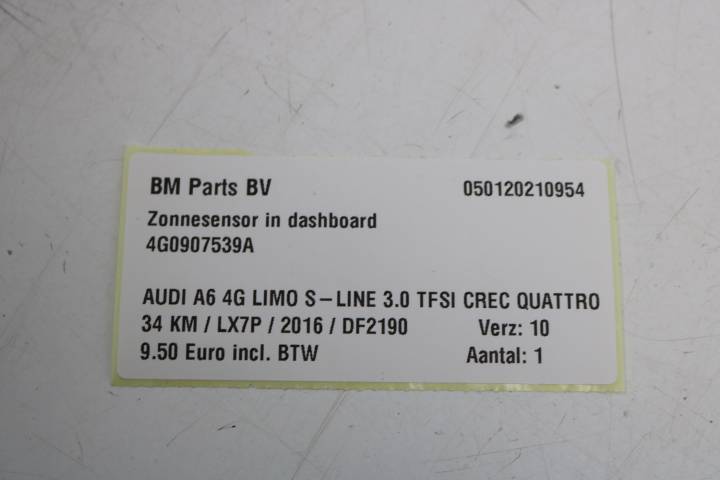 BM Parts BV 050120210954
Zonnesensor in dashboard
4G0907539A
AUDI A6 4G LIMO S-LINE 3.0 TFSI CREC QUATTRO
34 KM / LX7P / 2016 / DF2190 Verz: 10
9.50 Euro incl. BTW Aantal: 1